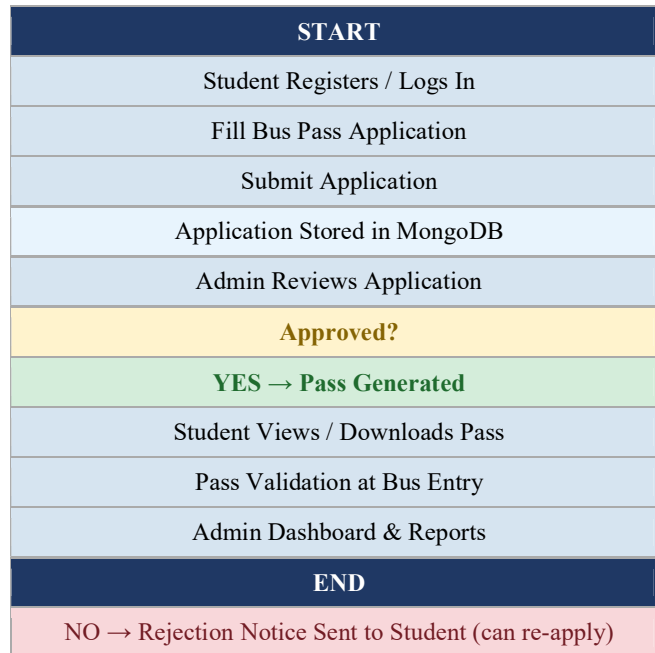 START
Student Registers / Logs In
Fill Bus Pass Application
Submit Application
Application Stored in MongoDB
Admin Reviews Application
Approved?
YES → Pass Generated
Student Views / Downloads Pass
Pass Validation at Bus Entry
Admin Dashboard & Reports
END
NO → Rejection Notice Sent to Student (can re-apply)